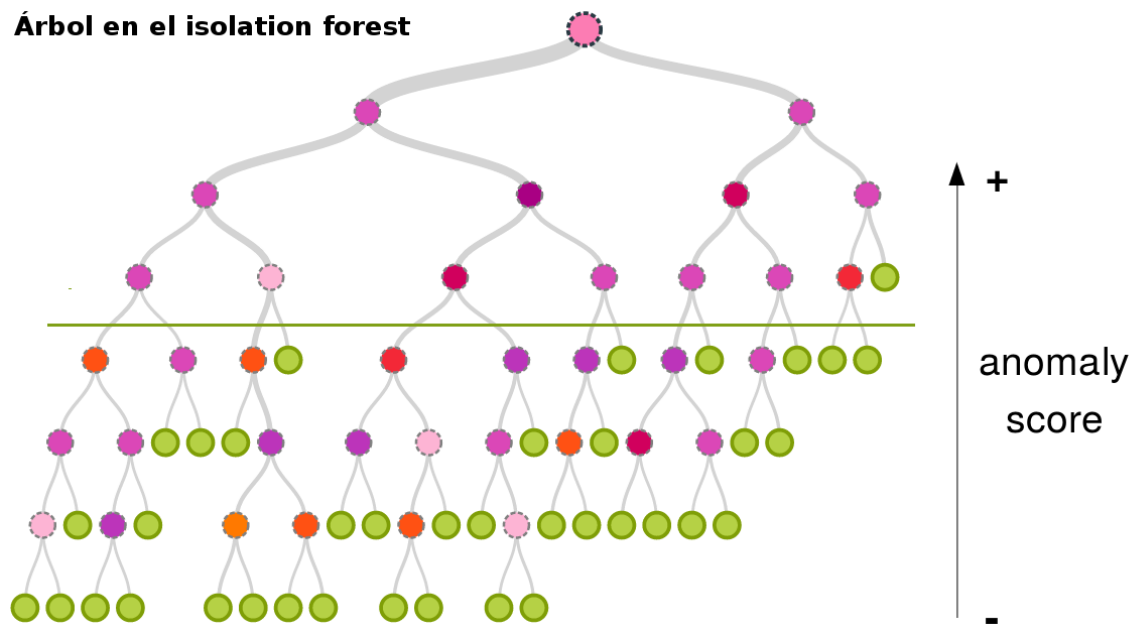 Árbol en el isolation forest
+
anomaly
score
-